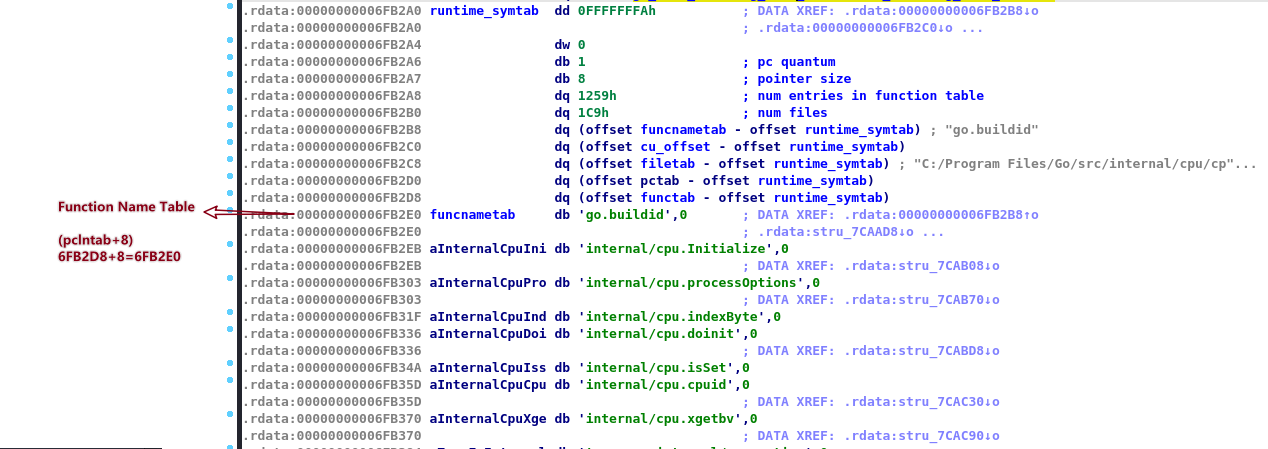 .rdata:00000000006FB2A0 runtime_symtab dd 0FFFFFFFAh ; DATA XREF: .rdata:00000000006FB2B8↓o
.rdata:00000000006FB2A0 ; .rdata:00000000006FB2C0↓o ...
.rdata:00000000006FB2A4 dw 0
.rdata:00000000006FB2A6 db 1 ; pc quantum
.rdata:00000000006FB2A7 db 8 ; pointer size
.rdata:00000000006FB2A8 dq 1259h ; num entries in function table
.rdata:00000000006FB2B0 dq 1C9h ; num files
.rdata:00000000006FB2B8 dq (offset funcnametab - offset runtime_symtab) ; "go.buildid"
.rdata:00000000006FB2C0 dq (offset cu_offset - offset runtime_symtab)
.rdata:00000000006FB2C8 dq (offset filetab - offset runtime_symtab) ; "C:/Program Files/Go/src/internal/cpu/cp"...
.rdata:00000000006FB2D0 dq (offset pctab - offset runtime_symtab)
.rdata:00000000006FB2D8 dq (offset functab - offset runtime_symtab)
Function Name Table
.rdata:00000000006FB2E0 funcnametab db 'go.buildid',0 ; DATA XREF: .rdata:00000000006FB2B8↑o
.rdata:00000000006FB2E0 ; .rdata:stru_7CAAD8↓o ...
(pclntab+8)
.rdata:00000000006FB2EB aInternalCpuIni db 'internal/cpu.Initialize',0
6FB2D8+8=6FB2E0
.rdata:00000000006FB2EB ; DATA XREF: .rdata:stru_7CAB08↓o
.rdata:00000000006FB303 aInternalCpuPro db 'internal/cpu.processOptions',0
.rdata:00000000006FB303 ; DATA XREF: .rdata:stru_7CAB70↓o
.rdata:00000000006FB31F aInternalCpuInd db 'internal/cpu.indexByte',0
.rdata:00000000006FB336 aInternalCpuDoi db 'internal/cpu.doinit',0
.rdata:00000000006FB336 ; DATA XREF: .rdata:stru_7CABD8↓o
.rdata:00000000006FB34A aInternalCpuIss db 'internal/cpu.isSet',0
.rdata:00000000006FB35D aInternalCpuCpu db 'internal/cpu.cpuid',0
.rdata:00000000006FB35D ; DATA XREF: .rdata:stru_7CAC30↓o
.rdata:00000000006FB370 aInternalCpuXge db 'internal/cpu.xgetbv',0
.rdata:00000000006FB370 ; DATA XREF: .rdata:stru_7CAC90↓o